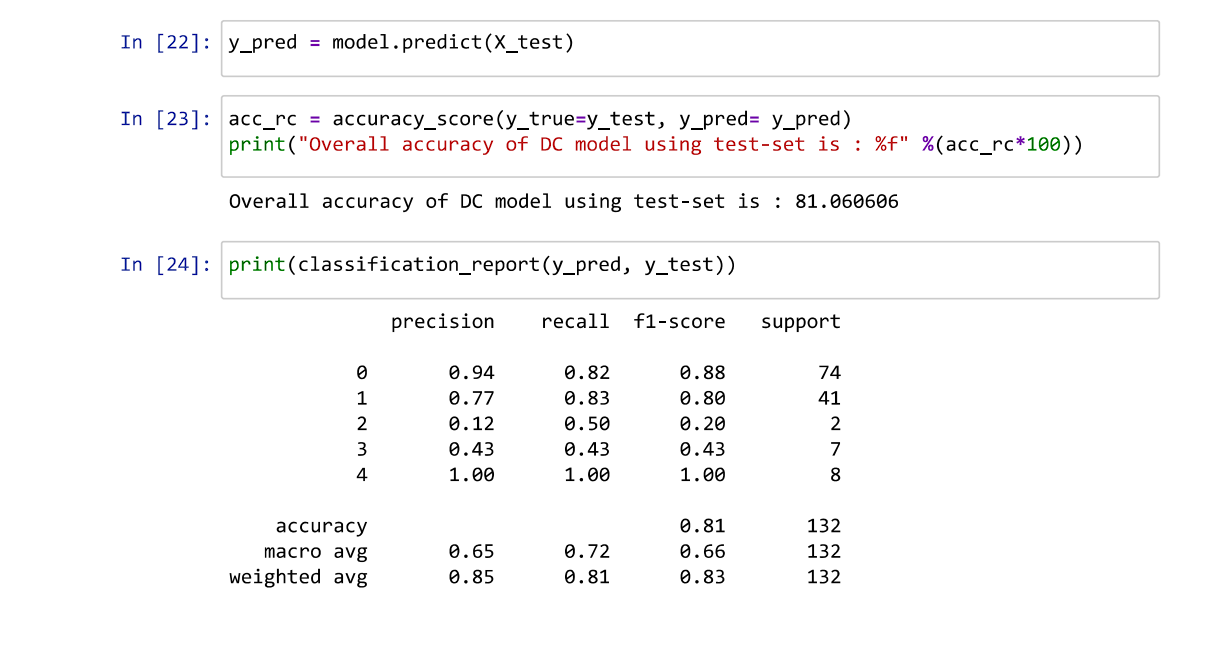 In [22]: y_pred = model.predict(X_test)
In [23]: acc_rc = accuracy_score(y_true=y_test, y_pred= y_pred)
print("Overall accuracy of DC model using test-set is : %f" %(acc_rc*100))
Overall accuracy of DC model using test-set is : 81.060606
In [24]: print(classification_report(y_pred, y_test))
precision recall f1-score support
0 0.94 0.82 0.88 74
1 0.77 0.83 0.80 41
2 0.12 0.50 0.20 2
3 0.43 0.43 0.43 7
4 1.00 1.00 1.00 8
accuracy 0.81 132
macro avg 0.65 0.72 0.66 132
weighted avg 0.85 0.81 0.83 132